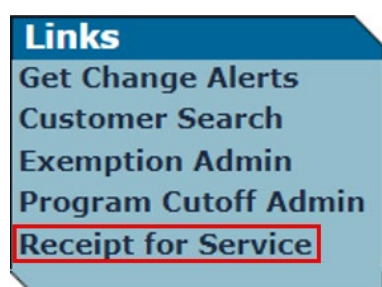 Links
Get Change Alerts
Customer Search
Exemption Admin
Program Cutoff Admin
Receipt for Service